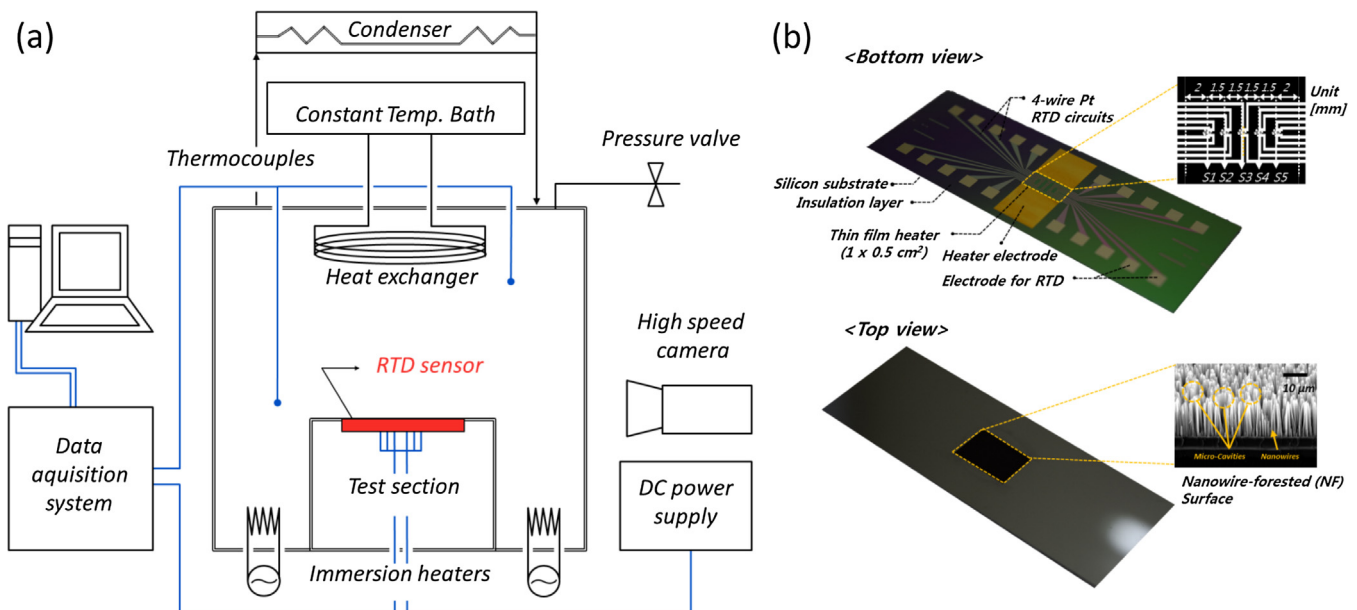 (a)
Condenser
Constant Temp. Bath
Thermocouples
Pressure valve
Heat exchanger
High speed
camera
RTD sensor
Data
aquisition
system
Test section
DC power
supply
Immersion heaters
(b)
<Bottom view>
4-wire Pt
RTD circuits
2 1.5 1.5 1.5 1.5 2
Unit
[mm]
S1 S2 S3 S4 S5
Silicon substrate
Insulation layer
Thin film heater
(1 x 0.5 cm²)
Heater electrode
Electrode for RTD
<Top view>
10 μm
Micro-Cavities
Nanowires
Nanowire-forested (NF)
Surface